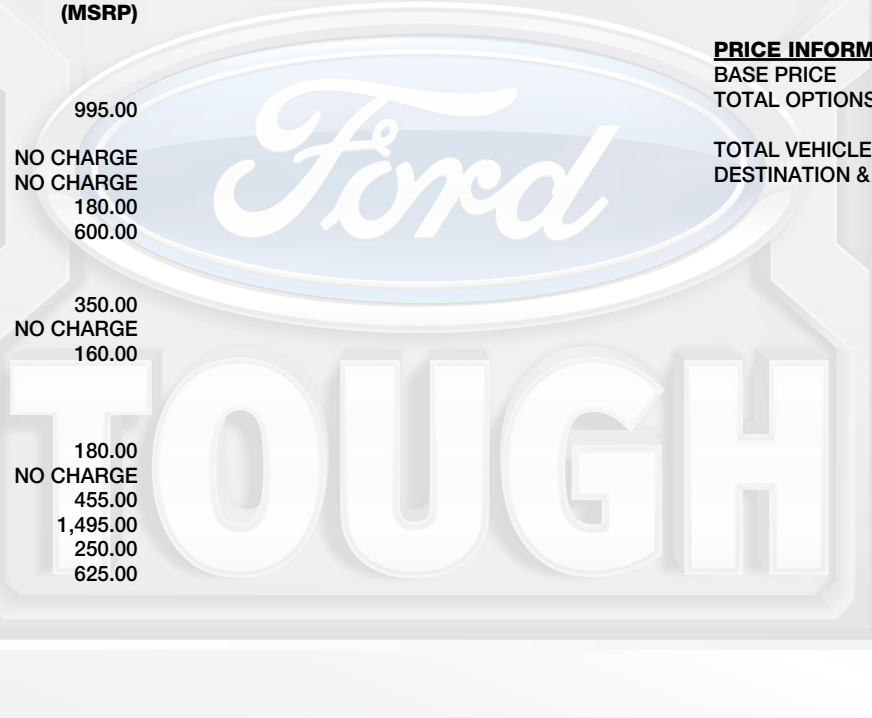 (MSRP)
995.00
NO CHARGE
NO CHARGE
180.00
600.00
350.00
NO CHARGE
160.00
180.00
NO CHARGE
455.00
1,495.00
250.00
625.00
PRICE INFORM
BASE PRICE
TOTAL OPTIONS
TOTAL VEHICLE
DESTINATION &
Ford
TOUGH